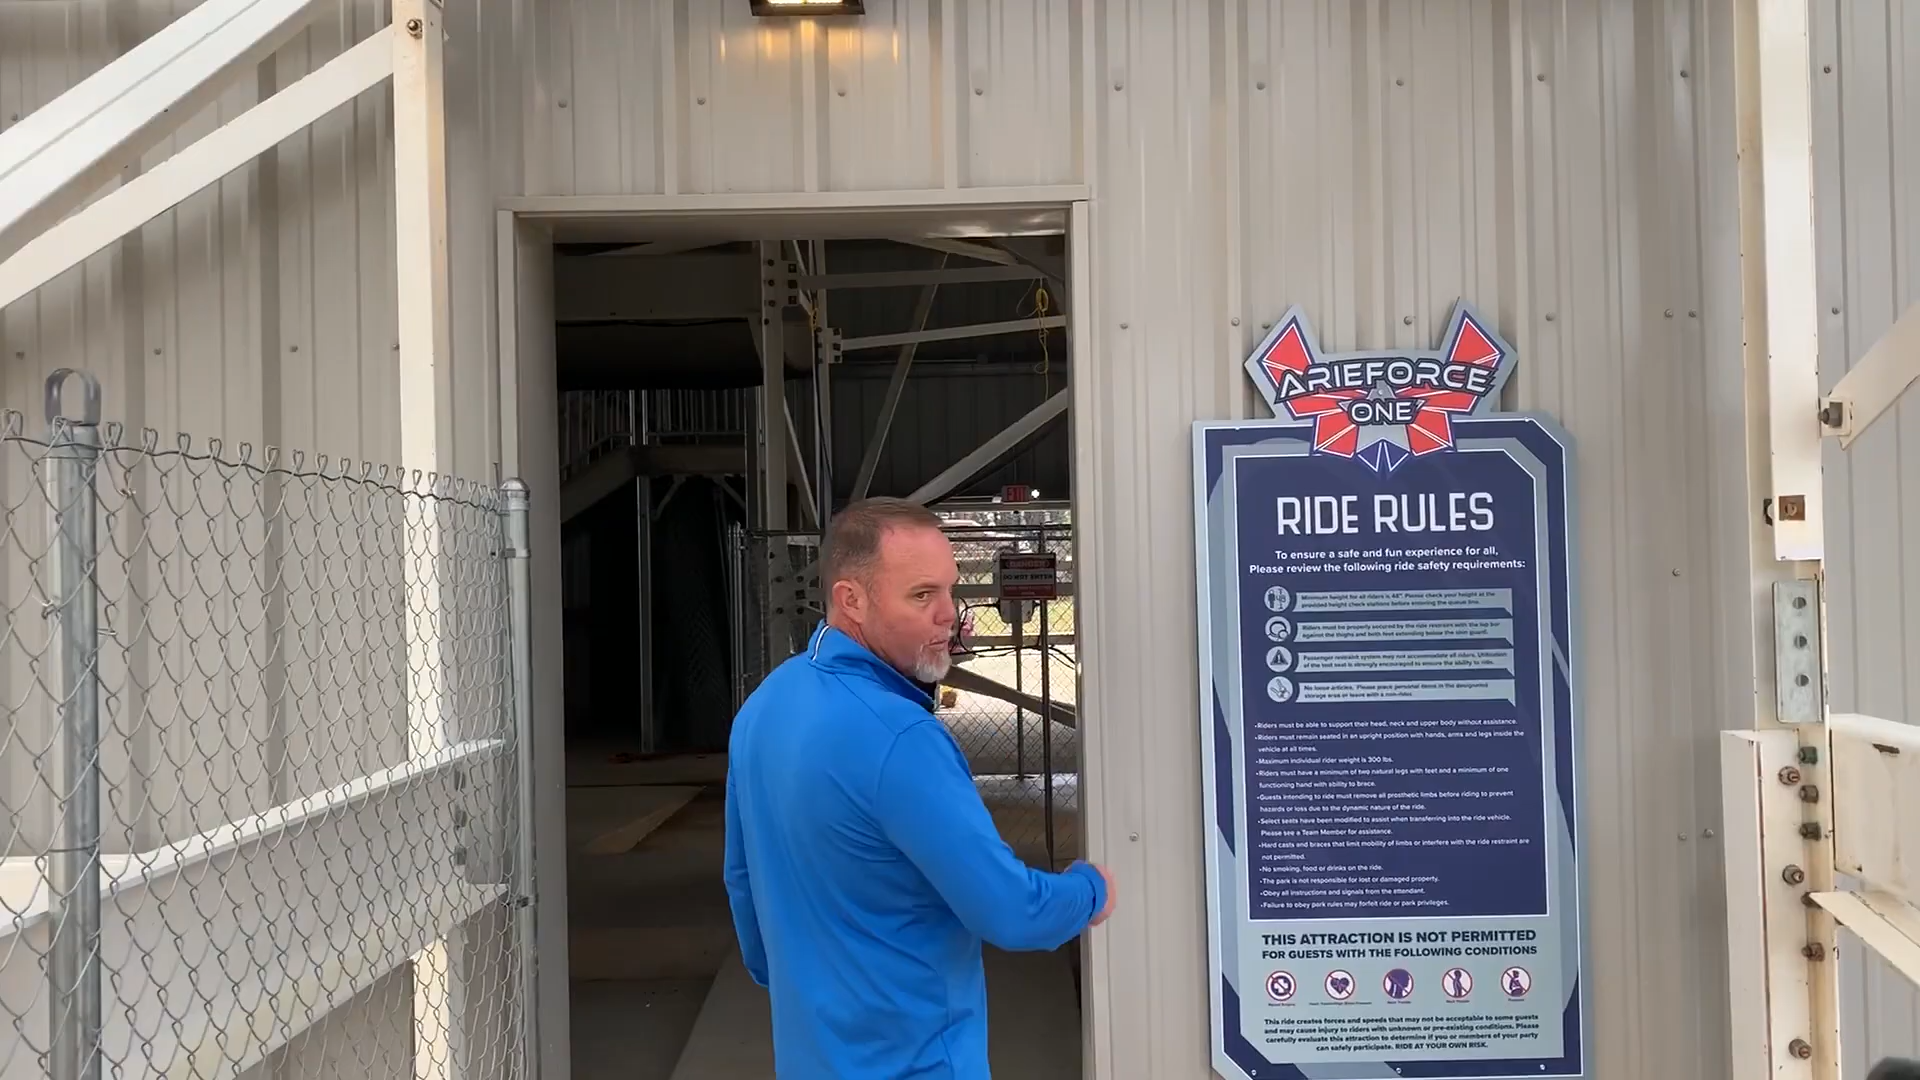 EXIT
DANGER
DO NOT ENTER
ARIEFORCE
ONE
RIDE RULES
To ensure a safe and fun experience for all,
Please review the following ride safety requirements:
Minimum height for all riders is 48". Please check your height at the
provided height check stations before entering the queue line.
Riders must be properly secured by the ride restraint with the lap bar
against the thighs and both feet extending below the shin guard.
Passenger restraint system may not accommodate all riders. Utilization
of the test seat is strongly encouraged to ensure the ability to ride.
No loose articles. Please place personal items in the designated
storage area or leave with a non-rider.
•Riders must be able to support their head, neck and upper body without assistance.
•Riders must remain seated in an upright position with hands, arms and legs inside the
vehicle at all times.
•Maximum individual rider weight is 300 lbs.
•Riders must have a minimum of two natural legs with feet and a minimum of one
functioning hand with ability to brace.
•Guests intending to ride must remove all prosthetic limbs before riding to prevent
hazards or loss due to the dynamic nature of the ride.
•Select seats have been modified to assist when transferring into the ride vehicle.
Please see a Team Member for assistance.
•Hard casts and braces that limit mobility of limbs or interfere with the ride restraint are
not permitted.
•No smoking, food or drinks on the ride.
•The park is not responsible for lost or damaged property.
•Obey all instructions and signals from the attendant.
•Failure to obey park rules may forfeit ride or park privileges.
THIS ATTRACTION IS NOT PERMITTED
FOR GUESTS WITH THE FOLLOWING CONDITIONS
This ride creates forces and speeds that may not be acceptable to some guests
and may cause injury to riders with unknown or pre-existing conditions. Please
carefully evaluate this attraction to determine if you or members of your party
can safely participate. RIDE AT YOUR OWN RISK.